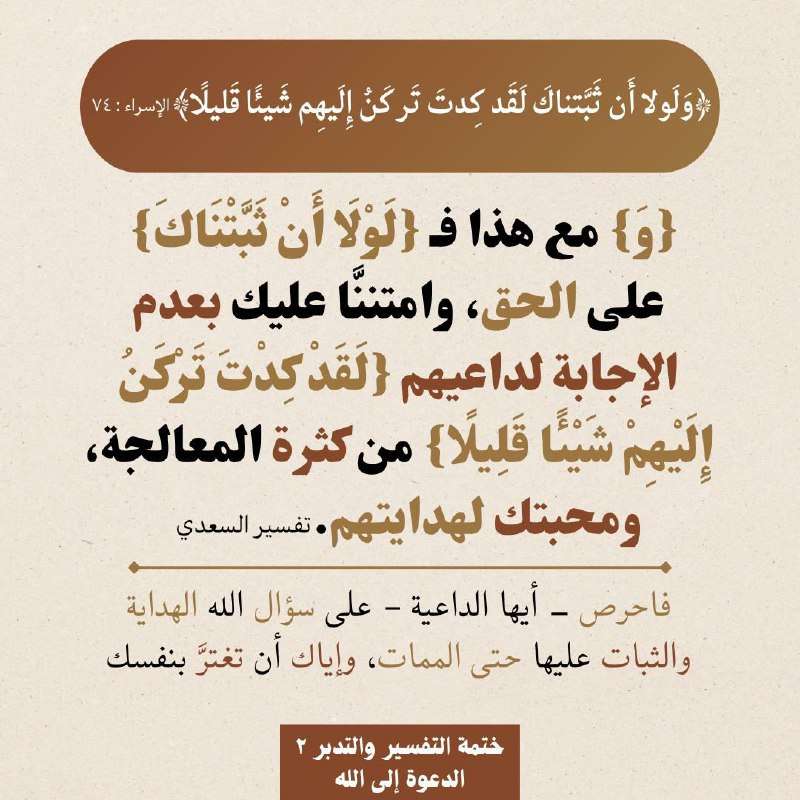 ﴿وَلَولا أَن ثَبَّتناكَ لَقَد كِدتَ تَركَنُ إِلَيهِم شَيئًا قَليلًا﴾ الإسراء : ٧٤
{وَ} مع هذا فـ {لَوْلَا أَنْ ثَبَّتْنَاكَ}
على الحق، وامتننَّا عليك بعدم
الإجابة لداعيهم {لَقَدْ كِدْتَ تَرْكَنُ
إِلَيْهِمْ شَيْئًا قَلِيلًا} من كثرة المعالجة،
ومحبتك لهدايتهم. تفسير السعدي
فاحرص – أيها الداعية – على سؤال الله الهداية
والثبات عليها حتى الممات، وإياك أن تغترَّ بنفسك
ختمة التفسير والتدبر ٢
الدعوة إلى الله